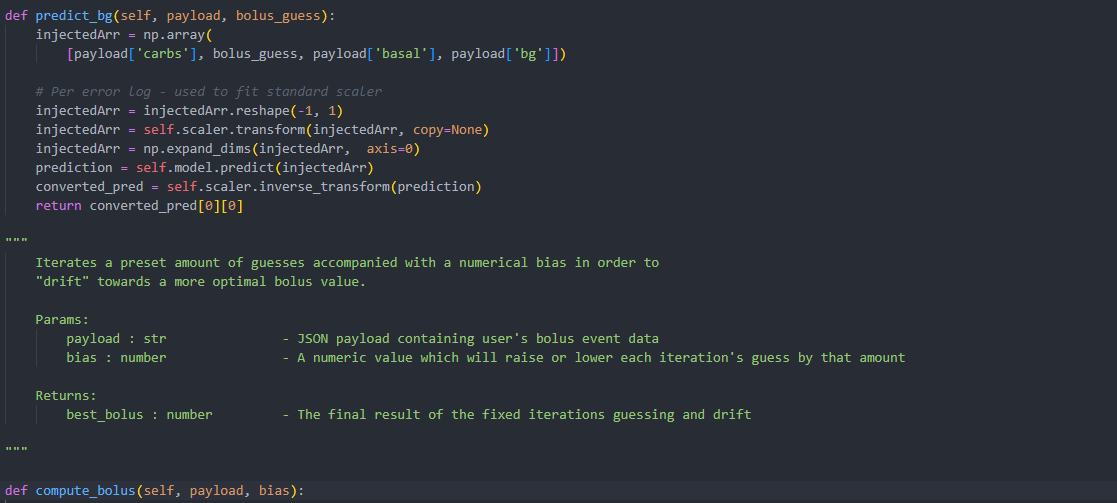 def predict_bg(self, payload, bolus_guess):
    injectedArr = np.array(
        [payload['carbs'], bolus_guess, payload['basal'], payload['bg']])
    # Per error log - used to fit standard scaler
    injectedArr = injectedArr.reshape(-1, 1)
    injectedArr = self.scaler.transform(injectedArr, copy=None)
    injectedArr = np.expand_dims(injectedArr,  axis=0)
    prediction = self.model.predict(injectedArr)
    converted_pred = self.scaler.inverse_transform(prediction)
    return converted_pred[0][0]
"""
    Iterates a preset amount of guesses accompanied with a numerical bias in order to
    "drift" towards a more optimal bolus value.
    Params:
        payload : str               - JSON payload containing user's bolus event data
        bias : number               - A numeric value which will raise or lower each iteration's guess by that amount
    Returns:
        best_bolus : number         - The final result of the fixed iterations guessing and drift
"""
def compute_bolus(self, payload, bias):